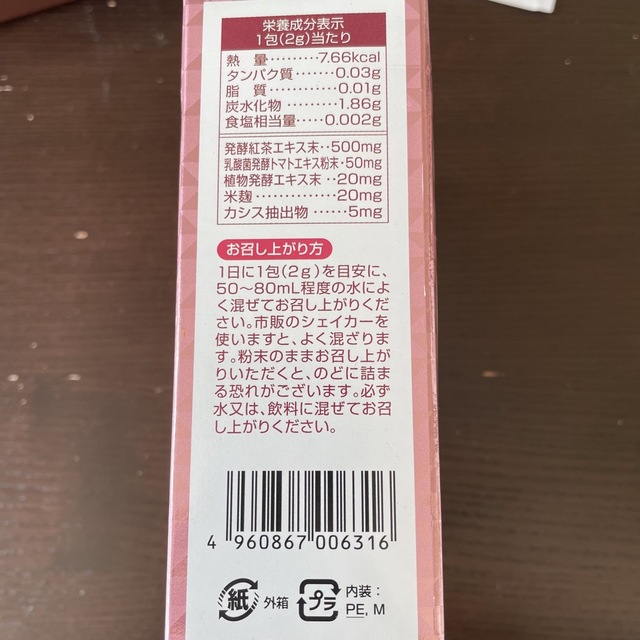 栄養成分表示
1包(2g)当たり
熱 量………7.66kcal
タンパク質………0.03g
脂 質…………0.01g
炭水化物………1.86g
食塩相当量……0.002g
発酵紅茶エキス末‥500mg
乳酸菌発酵トマトエキス粉末・50mg
植物発酵エキス末‥20mg
米麹……………20mg
カシス抽出物……5mg
お召し上がり方
1日に1包(2g)を目安に、
50〜80mL程度の水によ
く混ぜてお召し上がりくださ
い。市販のシェイカーを
使いますと、よく混ざりま
す。粉末のままお召し上が
りいただくと、のどに詰ま
る恐れがございます。必ず
水又は、飲料に混ぜてお召
し上がりください。
4 960867 006316
紙 外箱 プラ 内装:
PE, M